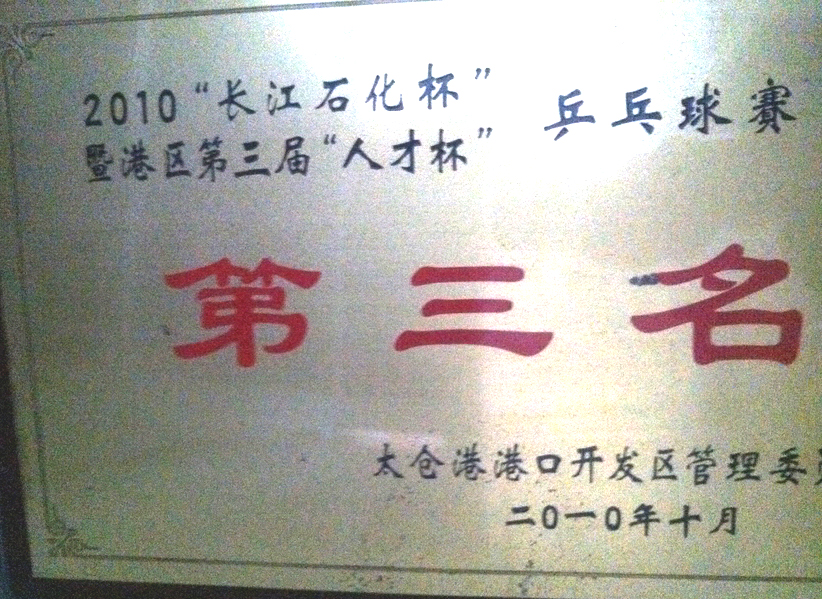 2010“长江石化杯”
暨港区第三届“人才杯” 乒乓球赛
第三名
太仓港港口开发区管理委
二0一0年十月